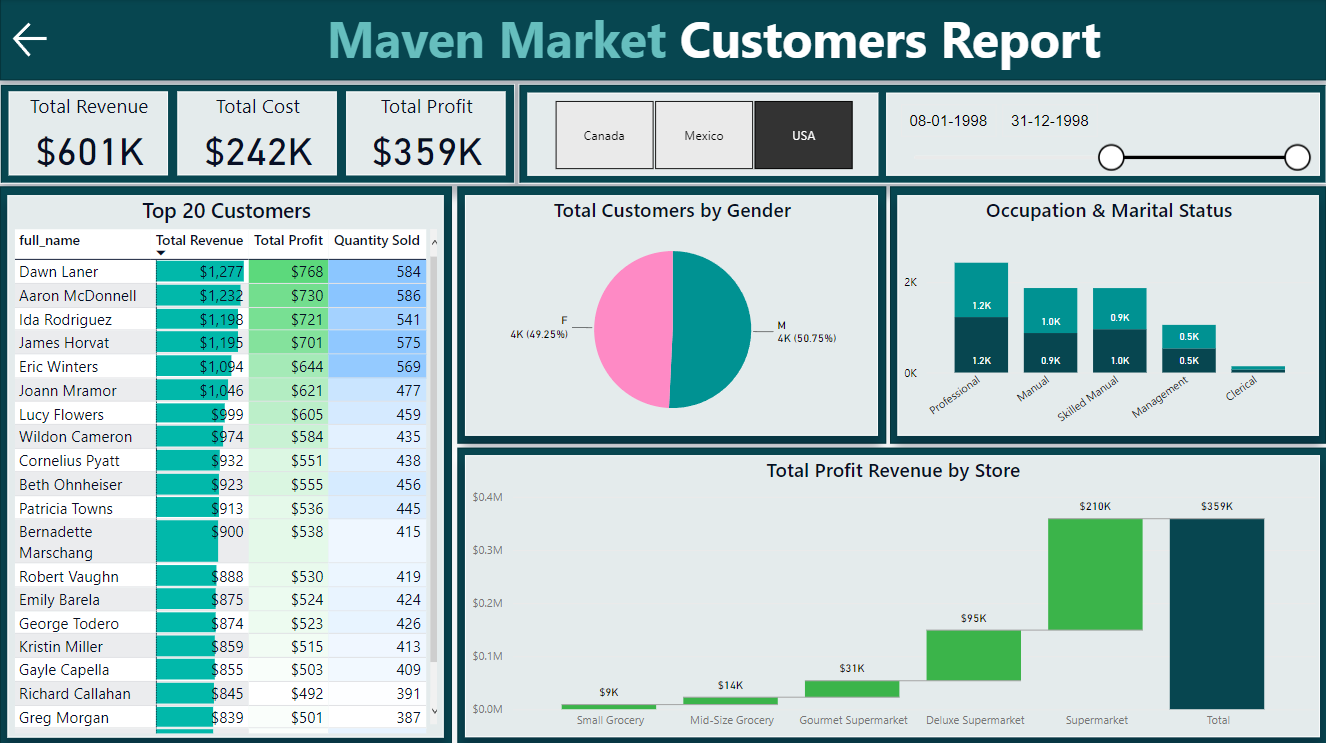 Maven Market Customers Report
Total Revenue
$601K
Total Cost
$242K
Total Profit
$359K
Canada
Mexico
USA
08-01-1998 31-12-1998
Top 20 Customers
full_name Total Revenue Total Profit Quantity Sold
Dawn Laner $1,277 $768 584
Aaron McDonnell $1,232 $730 586
Ida Rodriguez $1,198 $721 541
James Horvat $1,195 $701 575
Eric Winters $1,094 $644 569
Joann Mramor $1,046 $621 477
Lucy Flowers $999 $605 459
Wildon Cameron $974 $584 435
Cornelius Pyatt $932 $551 438
Beth Ohnheiser $923 $555 456
Patricia Towns $913 $536 445
Bernadette $900 $538 415
Marschang
Robert Vaughn $888 $530 419
Emily Barela $875 $524 424
George Todero $874 $523 426
Kristin Miller $859 $515 413
Gayle Capella $855 $503 409
Richard Callahan $845 $492 391
Greg Morgan $839 $501 387
Total Customers by Gender
F
4K (49.25%)
M
4K (50.75%)
Occupation & Marital Status
2K
0K
1.2K
1.2K
1.0K
0.9K
0.9K
1.0K
0.5K
0.5K
Professional
Manual
Skilled Manual
Management
Clerical
Total Profit Revenue by Store
$0.4M
$0.3M
$0.2M
$0.1M
$0.0M
$9K
$14K
$31K
$95K
$210K
$359K
Small Grocery
Mid-Size Grocery
Gourmet Supermarket
Deluxe Supermarket
Supermarket
Total